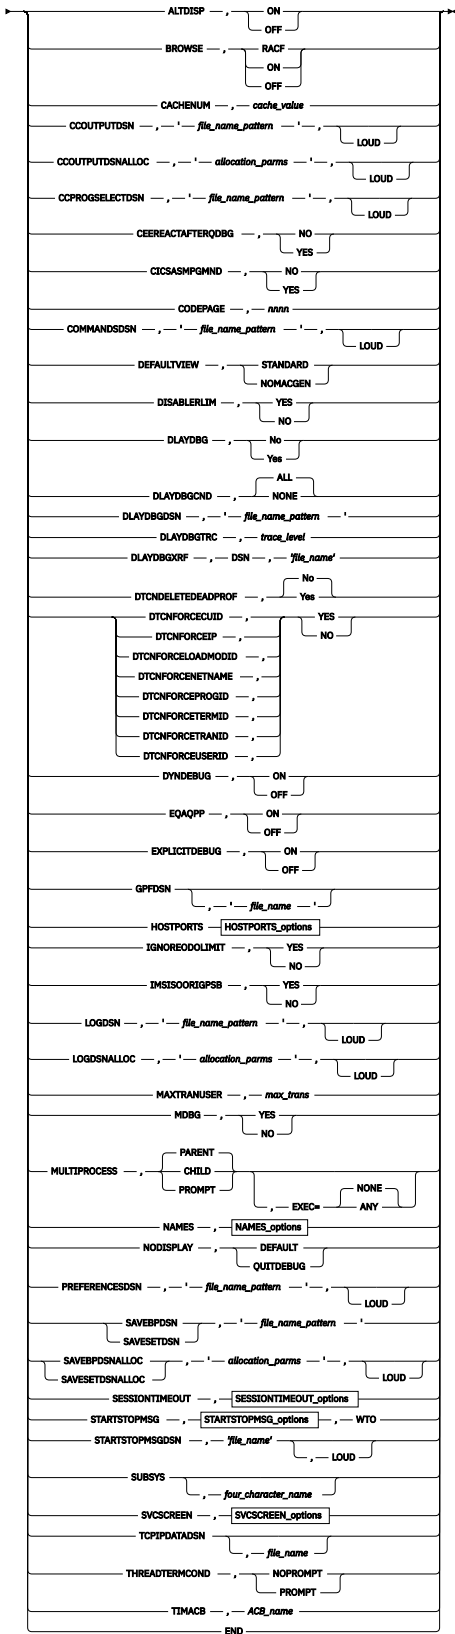 ALTDISP , ON
OFF
BROWSE , RACF
ON
OFF
CACHENUM , cache_value
CCOUTPUTDSN , ' file_name_pattern ' ,
LOUD
CCOUTPUTDSNALLOC , ' allocation_parms ' ,
LOUD
CCPROGSELECTDSN , ' file_name_pattern ' ,
LOUD
CEEREACTAFTERQDBG , NO
YES
CICSASMPGMND , NO
YES
CODEPAGE , nnnn
COMMANDSDSN , ' file_name_pattern ' ,
LOUD
DEFAULTVIEW , STANDARD
NOMACGEN
DISABLERLIM , YES
NO
DLAYDBG , No
Yes
ALL
DLAYDBGCND , NONE
DLAYDBGDSN , ' file_name_pattern '
DLAYDBGTRC , trace_level
DLAYDBGXRF , DSN , 'file_name'
No
DTCNDELETEDEADPROF , Yes
DTCNFORCECUID , YES
NO
DTCNFORCEIP ,
DTCNFORCELOADMODID ,
DTCNFORCENETNAME ,
DTCNFORCEPROGID ,
DTCNFORCETERMID ,
DTCNFORCETRANID ,
DTCNFORCEUSERID ,
DYNDEBUG , ON
OFF
EQAQPP , ON
OFF
EXPLICITDEBUG , ON
OFF
GPFDSN
, ' file_name '
HOSTPORTS HOSTPORTS_options
IGNOREODOLIMIT , YES
NO
IMSISOORIGPSB , YES
NO
LOGDSN , ' file_name_pattern ' ,
LOUD
LOGDSNALLOC , ' allocation_parms ' ,
LOUD
MAXTRANUSER , max_trans
MDBG , YES
NO
PARENT
MULTIPROCESS , CHILD
PROMPT
NONE
, EXEC= ANY
NAMES , NAMES_options
NODISPLAY , DEFAULT
QUITDEBUG
PREFERENCESDSN , ' file_name_pattern ' ,
LOUD
SAVEBPDSN , ' file_name_pattern '
SAVESETDSN
SAVEBPDSNALLOC , ' allocation_parms ' ,
SAVESETDSNALLOC LOUD
SESSIONTIMEOUT , SESSIONTIMEOUT_options
STARTSTOPMSG , STARTSTOPMSG_options , WTO
STARTSTOPMSGDSN , 'file_name'
, LOUD
SUBSYS
, four_character_name
SVCSCREEN , SVCSCREEN_options
TCPIPDATADSN
, file_name
THREADTERMCOND , NOPROMPT
PROMPT
TIMACB , ACB_name
END